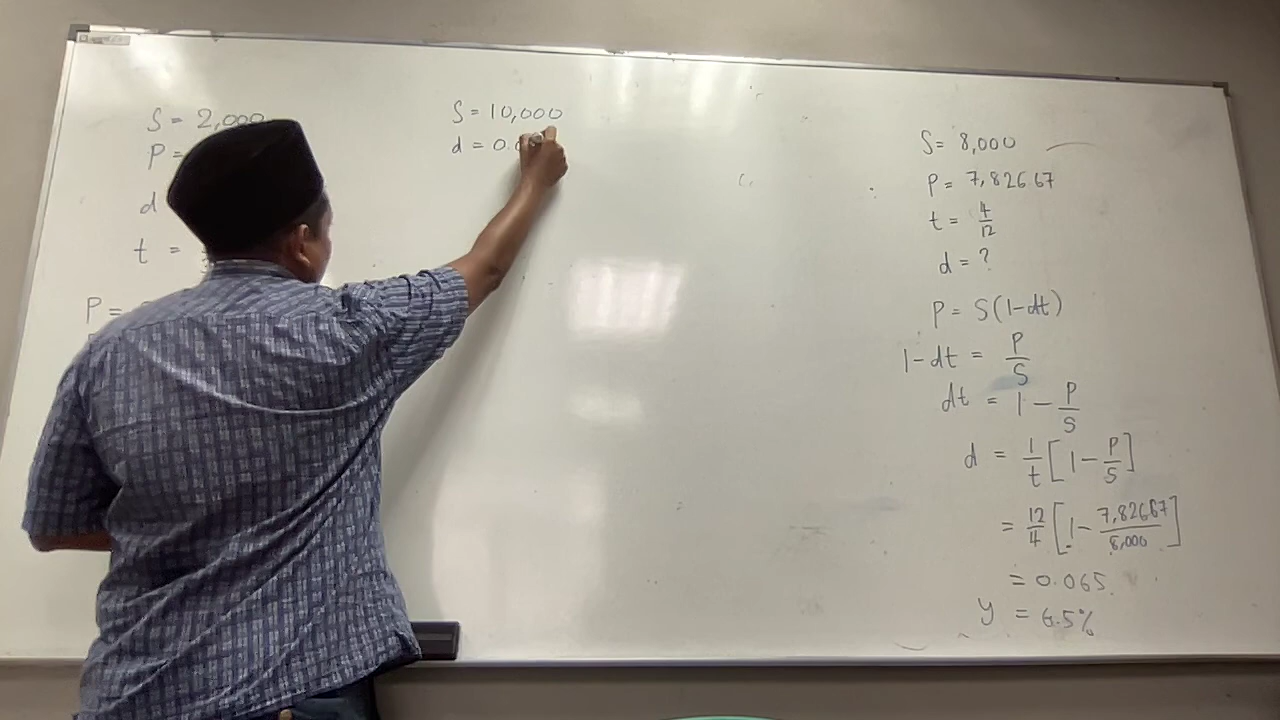 S = 2,000
P =
d
t =
P =
S = 10,000
d = 0.0
S = 8,000
P = 7,826.67
t = 4/12
d = ?
P = S(1-dt)
1-dt = P/S
dt = 1 - P/S
d = 1/t [1 - P/S]
= 12/4 [1 - 7,826.67/8,000]
= 0.065
y = 6.5%